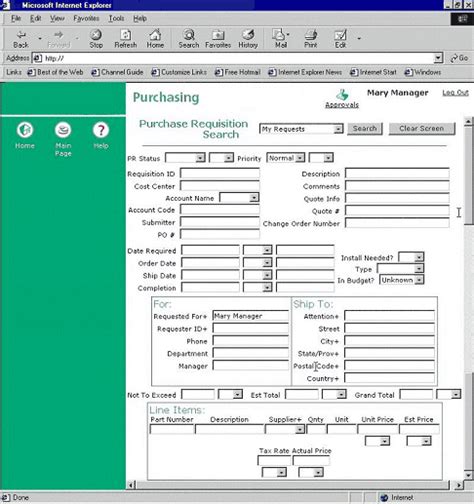 Microsoft Internet Explorer
File Edit View Favorites Tools Help
Back Forward Stop Refresh Home Search Favorites History Mail Print Edit
Address http:// Go
Links Best of the Web Channel Guide Customize Links Free Hotmail Internet Explorer News Internet Start Windows
Purchasing
Approvals
Mary Manager
Log Out
Home
Main Page
Help
Purchase Requisition
Search
My Requests
Search
Clear Screen
PR Status
Priority
Normal
Requisition ID
Description
Cost Center
Comments
Account Name
Quote Info
Account Code
Quote #
Submitter
Change Order Number
PO #
Date Required
Install Needed?
Order Date
Type
Ship Date
In Budget?
Unknown
Completion
For:
Ship To:
Requested For+
Mary Manager
Attention+
Requester ID+
Street
Phone
City+
Department
State/Prov+
Manager
Postal Code+
Country+
Not To Exceed
Est Total
Grand Total
Line Items:
Part Number Description Supplier+ Qnty Unit Unit Price Est Price
Tax Rate Actual Price
Done
Internet